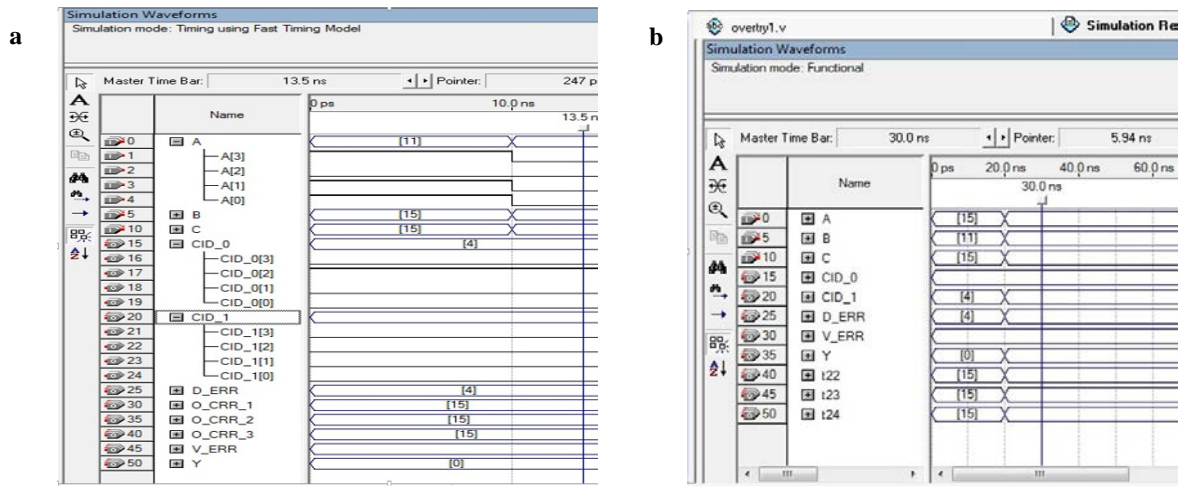 a
Simulation Waveforms
Simulation mode: Timing using Fast Timing Model
Master Time Bar: 13.5 ns Pointer: 247 p
Name
0 ps 10.0 ns
13.5 n
0 A [11]
1 A[3]
2 A[2]
3 A[1]
4 A[0]
5 B [15]
10 C [15]
15 CID_0 [4]
16 CID_0[3]
17 CID_0[2]
18 CID_0[1]
19 CID_0[0]
20 CID_1
21 CID_1[3]
22 CID_1[2]
23 CID_1[1]
24 CID_1[0]
25 D_ERR [4]
30 O_CRR_1 [15]
35 O_CRR_2 [15]
40 O_CRR_3 [15]
45 V_ERR
50 Y [0]
b
overtry1.v Simulation Re
Simulation Waveforms
Simulation mode: Functional
Master Time Bar: 30.0 ns Pointer: 5.94 ns
Name
0 ps 20.0 ns 40.0 ns 60.0 ns
30.0 ns
0 A [15]
5 B [11]
10 C [15]
15 CID_0
20 CID_1 [4]
25 D_ERR [4]
30 V_ERR
35 Y [0]
40 t22 [15]
45 t23 [15]
50 t24 [15]